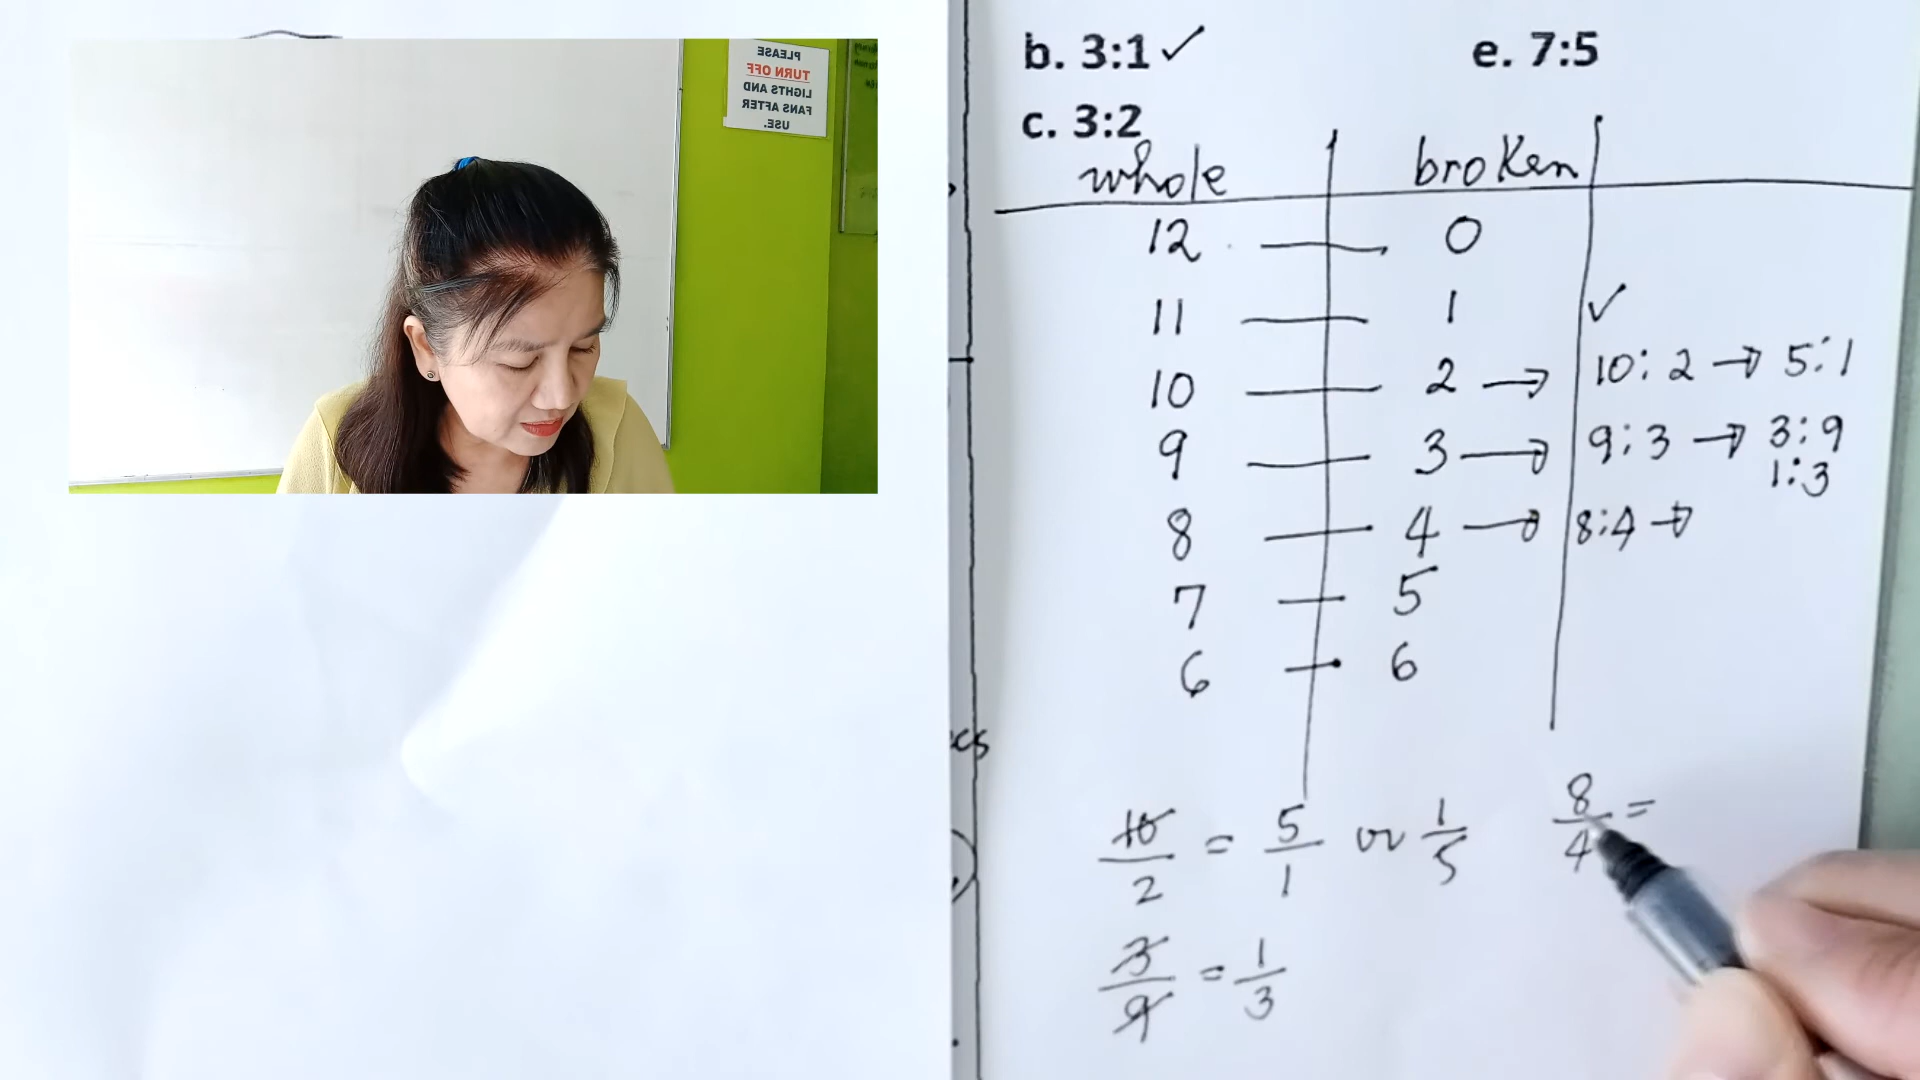 PLEASE
TURN OFF
LIGHTS AND
FANS AFTER
USE.
b. 3:1 ✓
e. 7:5
c. 3:2
whole broken
12 — 0
11 — 1 ✓
10 — 2 → 10:2 → 5:1
9 — 3 → 9:3 → 3:9
1:3
8 — 4 → 8:4 →
7 — 5
6 — 6
10/2 = 5/1 or 1/5 8/4 =
3/9 = 1/3